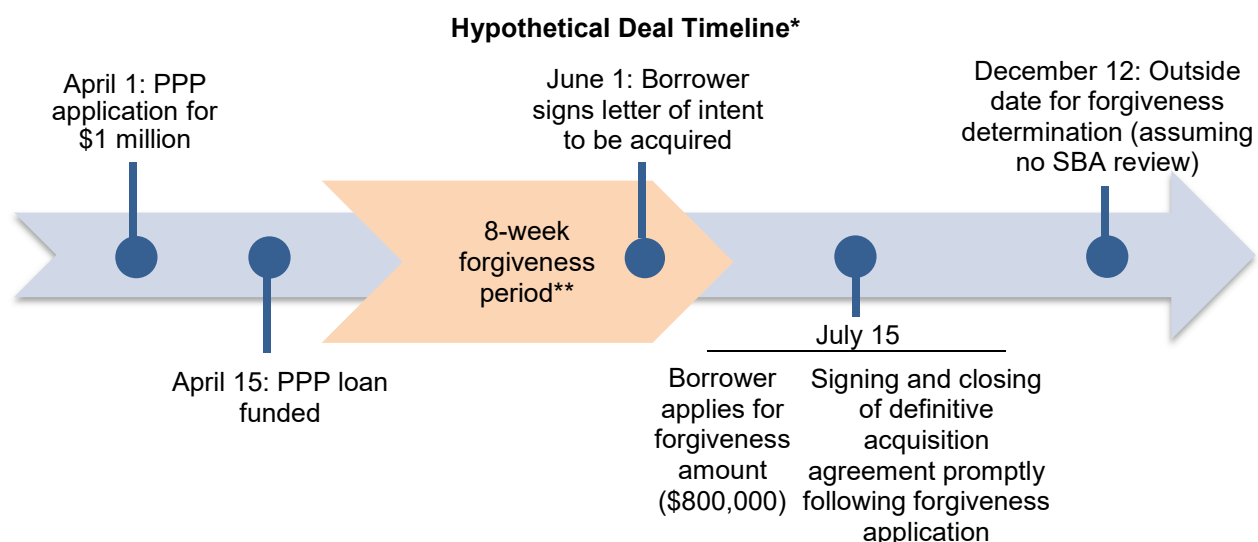 Hypothetical Deal Timeline*
April 1: PPP
application for
$1 million
June 1: Borrower
signs letter of intent
to be acquired
December 12: Outside
date for forgiveness
determination (assuming
no SBA review)
8-week
forgiveness
period**
April 15: PPP loan
funded
July 15
Borrower
applies for
forgiveness
amount
($800,000)
Signing and closing
of definitive
acquisition
agreement promptly
following forgiveness
application